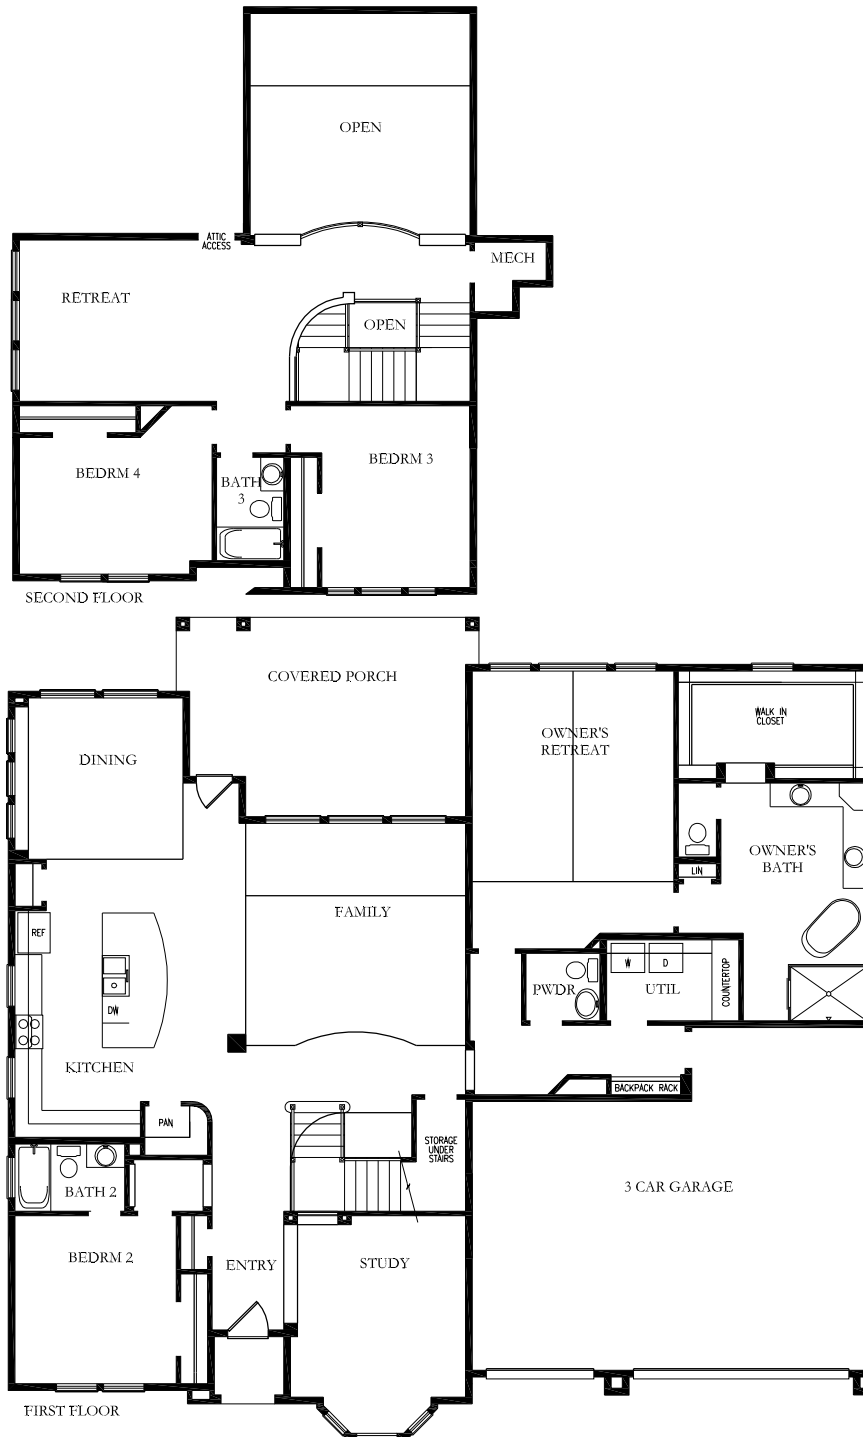 OPEN
ATTIC
ACCESS
MECH
RETREAT
OPEN
BEDRM 4
BATH
3
BEDRM 3
SECOND FLOOR
COVERED PORCH
WALK IN
CLOSET
OWNER'S
RETREAT
DINING
OWNER'S
BATH
LIN
FAMILY
REF
W
D
COUNTERTOP
PWDR
UTIL
DW
KITCHEN
BACKPACK RACK
PAN
STORAGE
UNDER
STAIRS
BATH 2
3 CAR GARAGE
BEDRM 2
ENTRY
STUDY
FIRST FLOOR